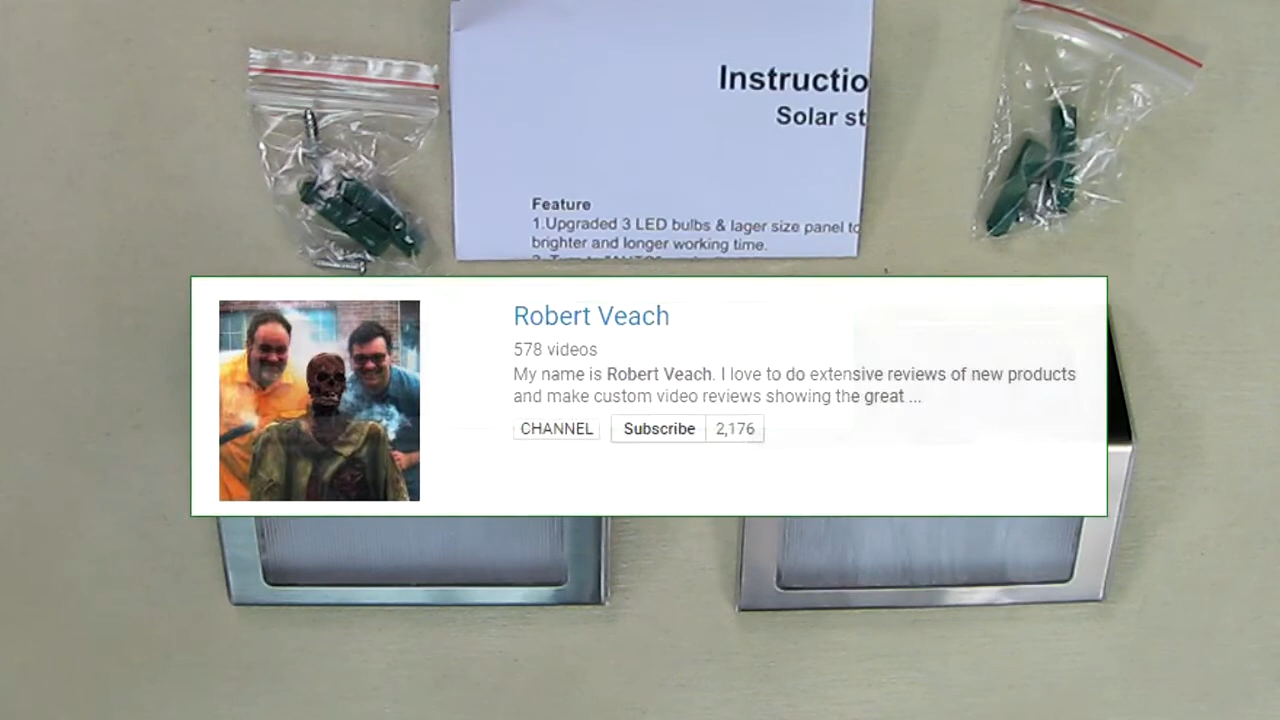 Instructio
Solar st
Feature
1.Upgraded 3 LED bulbs & lager size panel to
brighter and longer working time.
Robert Veach
578 videos
My name is Robert Veach. I love to do extensive reviews of new products
and make custom video reviews showing the great ...
CHANNEL Subscribe 2,176